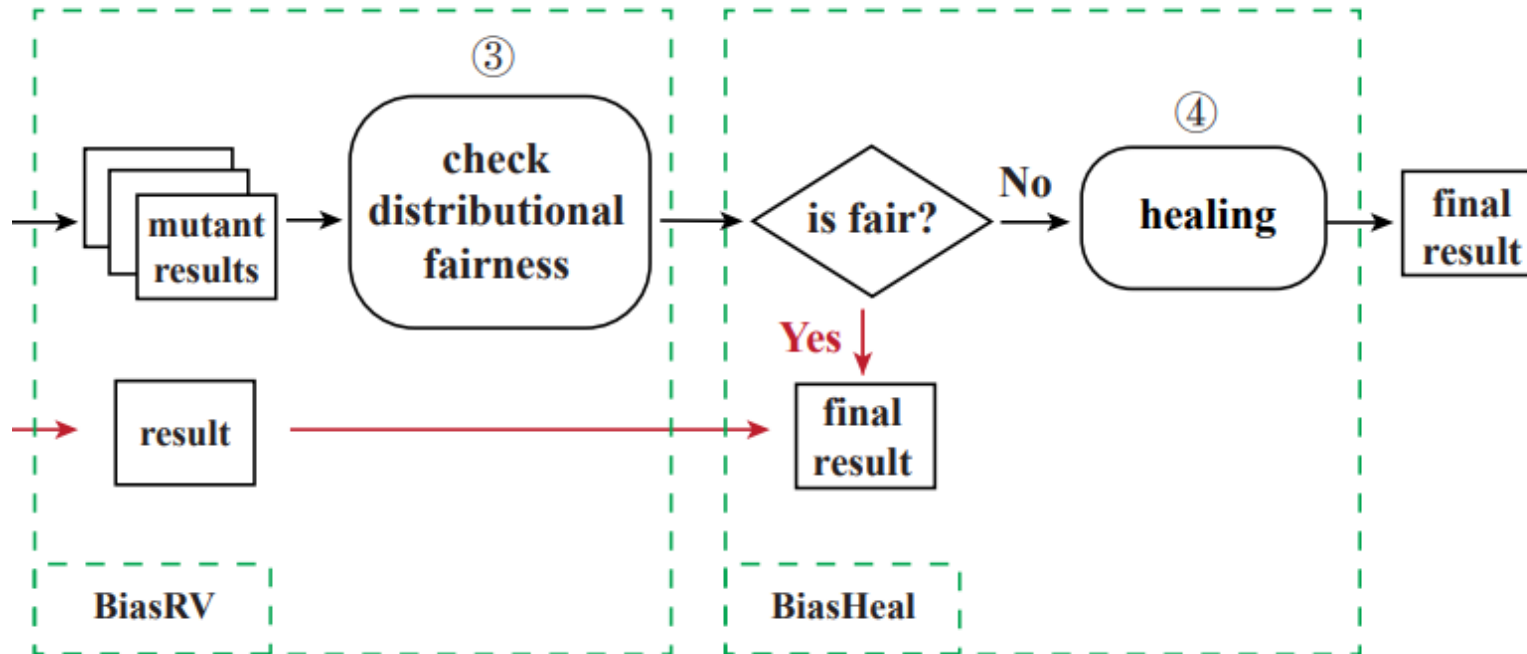 ③
check
distributional
fairness
mutant
results
result
BiasRV
④
is fair?
No
healing
final
result
Yes
final
result
BiasHeal